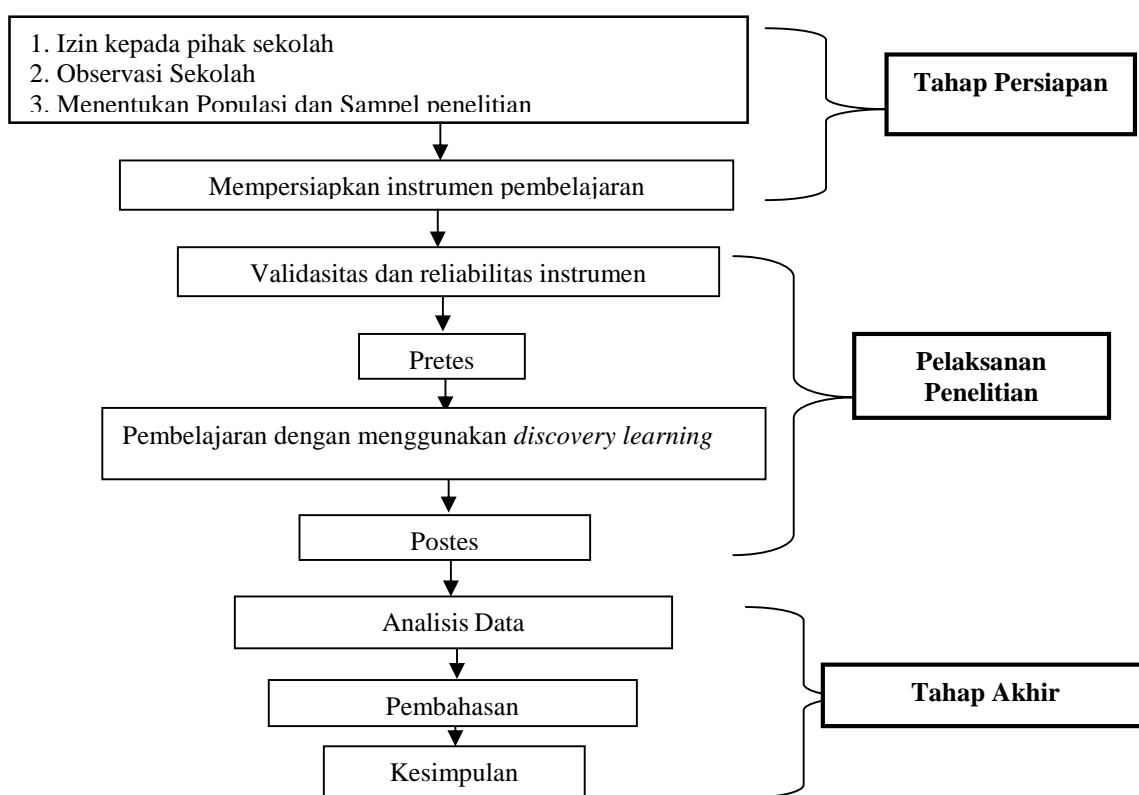 1. Izin kepada pihak sekolah
2. Observasi Sekolah
3. Menentukan Populasi dan Sampel penelitian
Tahap Persiapan
Mempersiapkan instrumen pembelajaran
Validasitas dan reliabilitas instrumen
Pretes
Pelaksanan
Penelitian
Pembelajaran dengan menggunakan discovery learning
Postes
Analisis Data
Tahap Akhir
Pembahasan
Kesimpulan